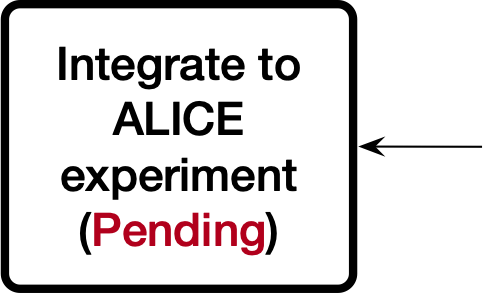 Integrate to
ALICE
experiment
(Pending)